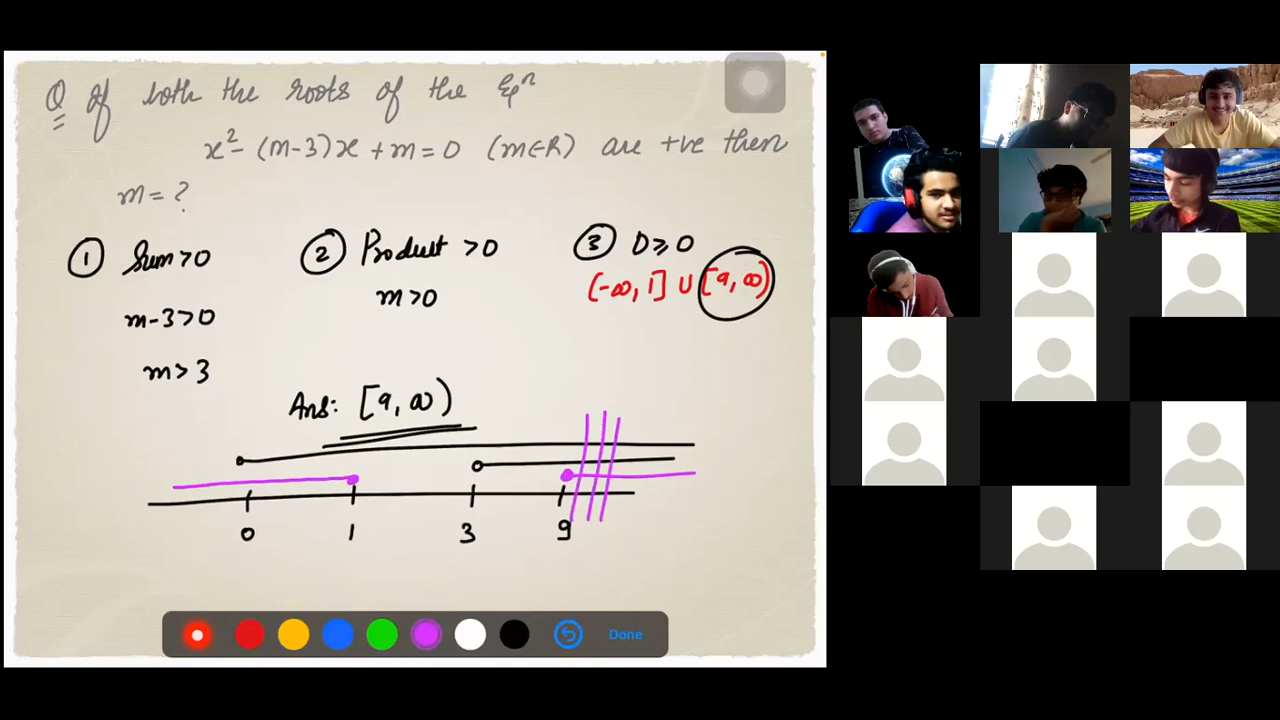 Q If both the roots of the Eqⁿ
x² - (m-3)x + m = 0 (m∈R) are +ve then
m = ?
① Sum > 0
m-3 > 0
m > 3
② Product > 0
m > 0
③ D ≥ 0
(-∞, 1] ∪ [9, ∞)
Ans: [9, ∞)
0 1 3 9
Done